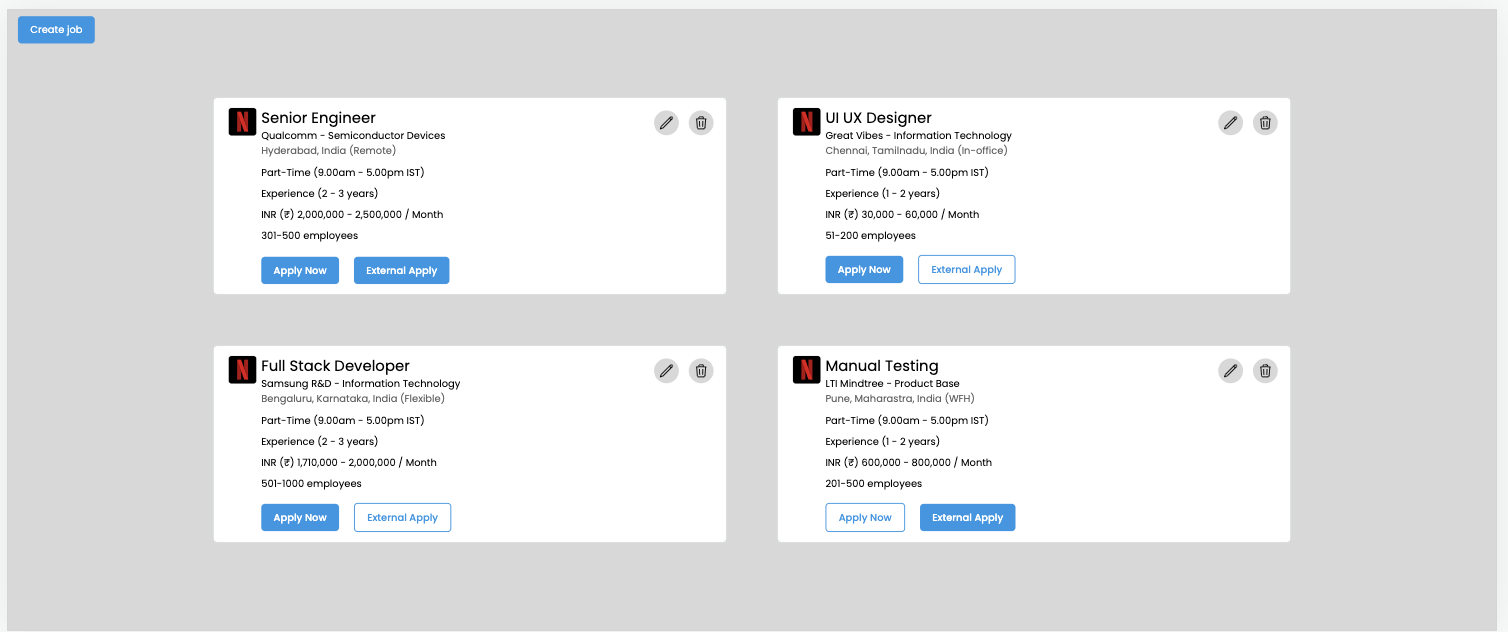 Create job
Senior Engineer
Qualcomm - Semiconductor Devices
Hyderabad, India (Remote)
Part-Time (9.00am - 5.00pm IST)
Experience (2 - 3 years)
INR (₹) 2,000,000 - 2,500,000 / Month
301-500 employees
Apply Now
External Apply
UI UX Designer
Great Vibes - Information Technology
Chennai, Tamilnadu, India (In-office)
Part-Time (9.00am - 5.00pm IST)
Experience (1 - 2 years)
INR (₹) 30,000 - 60,000 / Month
51-200 employees
Apply Now
External Apply
Full Stack Developer
Samsung R&D - Information Technology
Bengaluru, Karnataka, India (Flexible)
Part-Time (9.00am - 5.00pm IST)
Experience (2 - 3 years)
INR (₹) 1,710,000 - 2,000,000 / Month
501-1000 employees
Apply Now
External Apply
Manual Testing
LTI Mindtree - Product Base
Pune, Maharastra, India (WFH)
Part-Time (9.00am - 5.00pm IST)
Experience (1 - 2 years)
INR (₹) 600,000 - 800,000 / Month
201-500 employees
Apply Now
External Apply